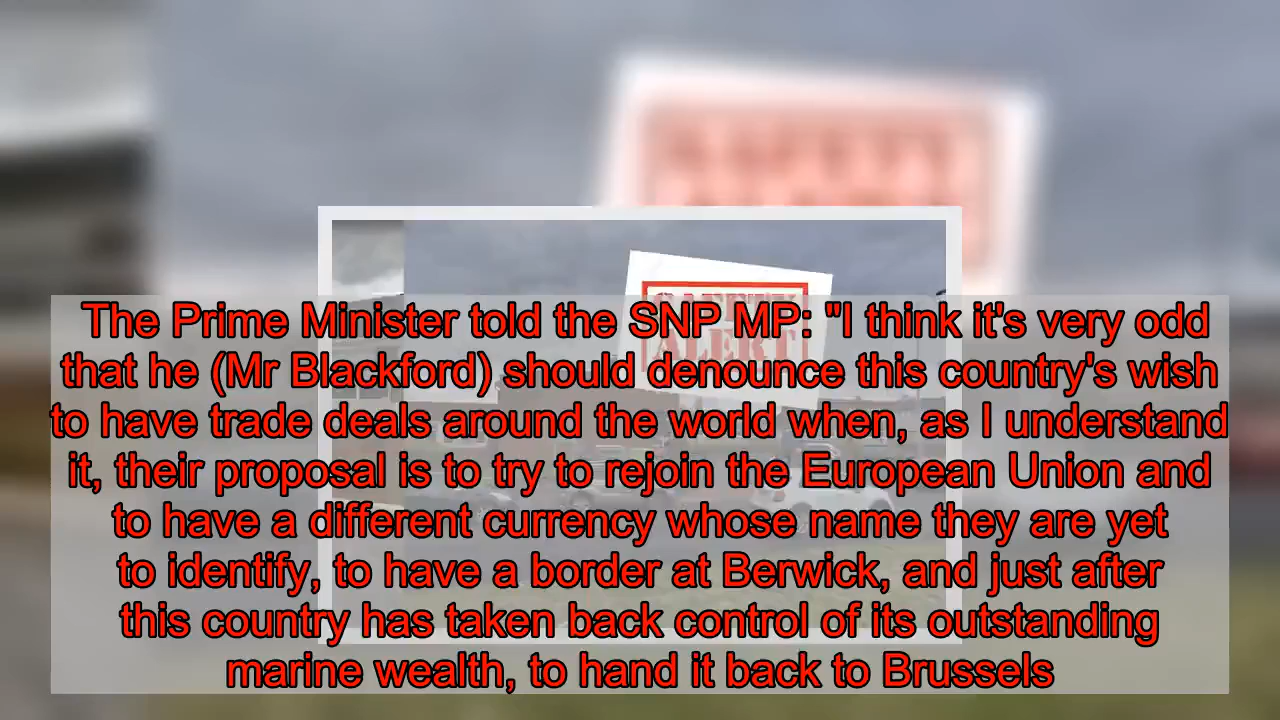 SAFETY
ALERT
The Prime Minister told the SNP MP: "I think it's very odd
that he (Mr Blackford) should denounce this country's wish
to have trade deals around the world when, as I understand
it, their proposal is to try to rejoin the European Union and
to have a different currency whose name they are yet
to identify, to have a border at Berwick, and just after
this country has taken back control of its outstanding
marine wealth, to hand it back to Brussels